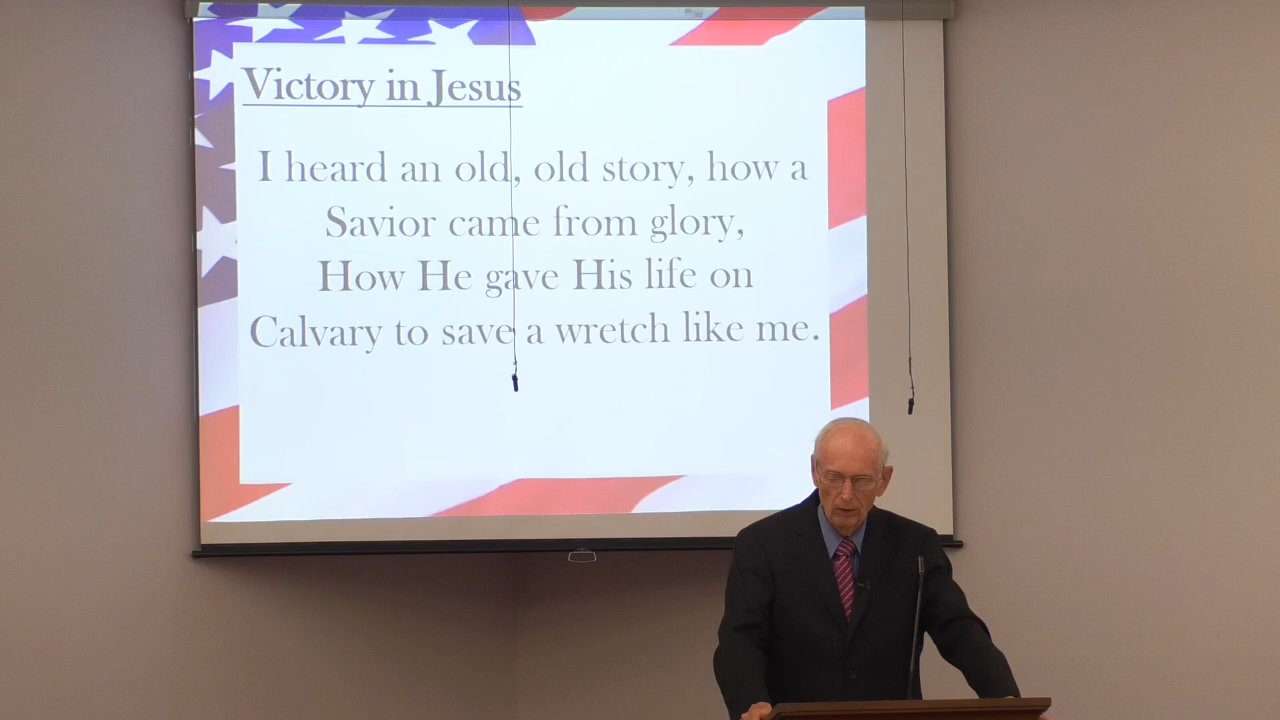 Victory in Jesus
I heard an old, old story, how a
Savior came from glory,
How He gave His life on
Calvary to save a wretch like me.